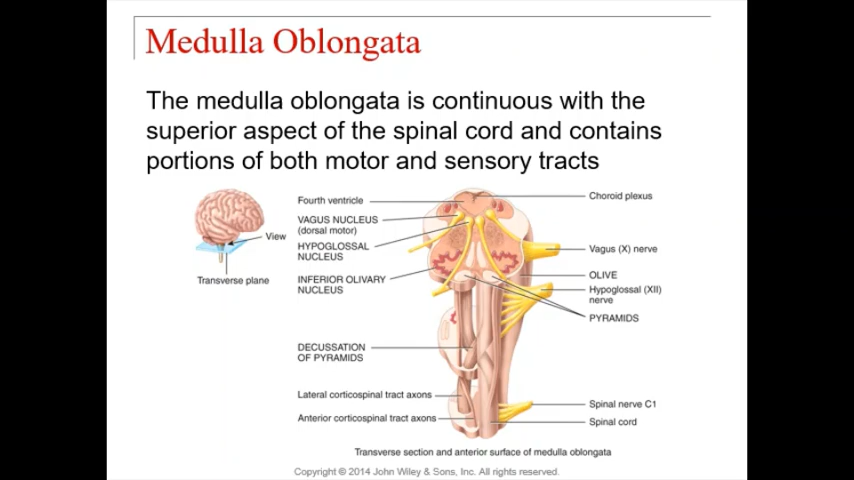 Medulla Oblongata
The medulla oblongata is continuous with the
superior aspect of the spinal cord and contains
portions of both motor and sensory tracts
Fourth ventricle
VAGUS NUCLEUS
(dorsal motor)
HYPOGLOSSAL
NUCLEUS
INFERIOR OLIVARY
NUCLEUS
DECUSSATION
OF PYRAMIDS
Lateral corticospinal tract axons
Anterior corticospinal tract axons
View
Transverse plane
Choroid plexus
Vagus (X) nerve
OLIVE
Hypoglossal (XII)
nerve
PYRAMIDS
Spinal nerve C1
Spinal cord
Transverse section and anterior surface of medulla oblongata
Copyright © 2014 John Wiley & Sons, Inc. All rights reserved.